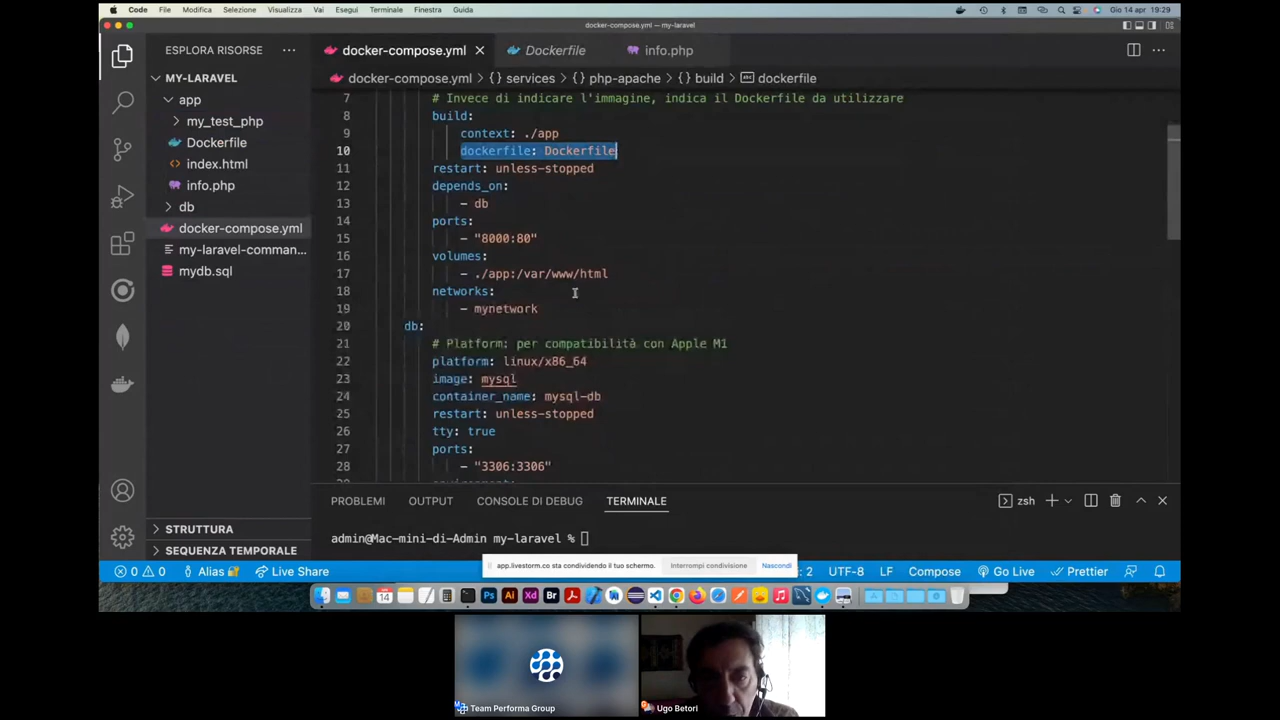 Code File Modifica Selezione Visualizza Vai Esegui Terminale Finestra Guida
Gio 14 apr 19:29
docker-compose.yml — my-laravel
ESPLORA RISORSE
MY-LARAVEL
app
my_test_php
Dockerfile
index.html
info.php
db
docker-compose.yml
my-laravel-comman...
mydb.sql
STRUTTURA
SEQUENZA TEMPORALE
docker-compose.yml Dockerfile info.php
docker-compose.yml > services > php-apache > build > dockerfile
7 # Invece di indicare l'immagine, indica il Dockerfile da utilizzare
8 build:
9 context: ./app
10 dockerfile: Dockerfile
11 restart: unless-stopped
12 depends_on:
13 - db
14 ports:
15 - "8000:80"
16 volumes:
17 - ./app:/var/www/html
18 networks:
19 - mynetwork
20 db:
21 # Platform: per compatibilità con Apple M1
22 platform: linux/x86_64
23 image: mysql
24 container_name: mysql-db
25 restart: unless-stopped
26 tty: true
27 ports:
28 - "3306:3306"
PROBLEMI OUTPUT CONSOLE DI DEBUG TERMINALE
zsh
admin@Mac-mini-di-Admin my-laravel %
app.livestorm.co sta condividendo il tuo schermo. Interrompi condivisione Nascondi
0 0 Alias Live Share
: 2 UTF-8 LF Compose Go Live Prettier
14
Ps Ai Xd Br
Team Performa Group
Ugo Betori